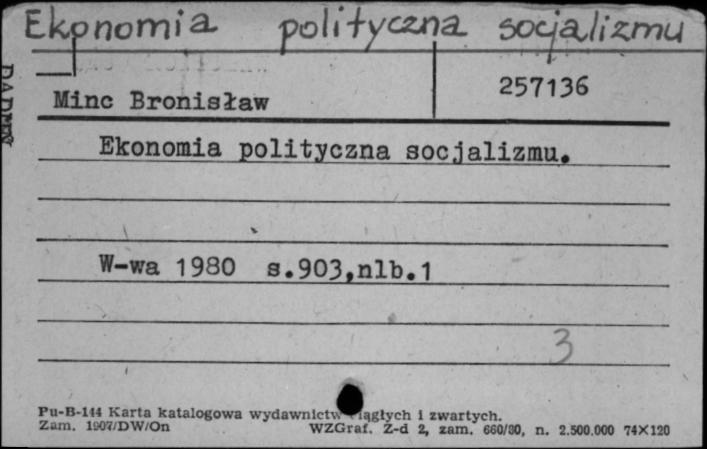 Ekonomia polityczna socjalizmu
257136
Minc Bronisław
Ekonomia polityczna socjalizmu.
W-wa 1980 s.903,nlb.1
3
Pu-B-144 Karta katalogowa wydawnictw ciągłych i zwartych.
Zam. 1907/DW/On WZGraf. Z-d 2, zam. 660/80, n. 2.500.000 74X120